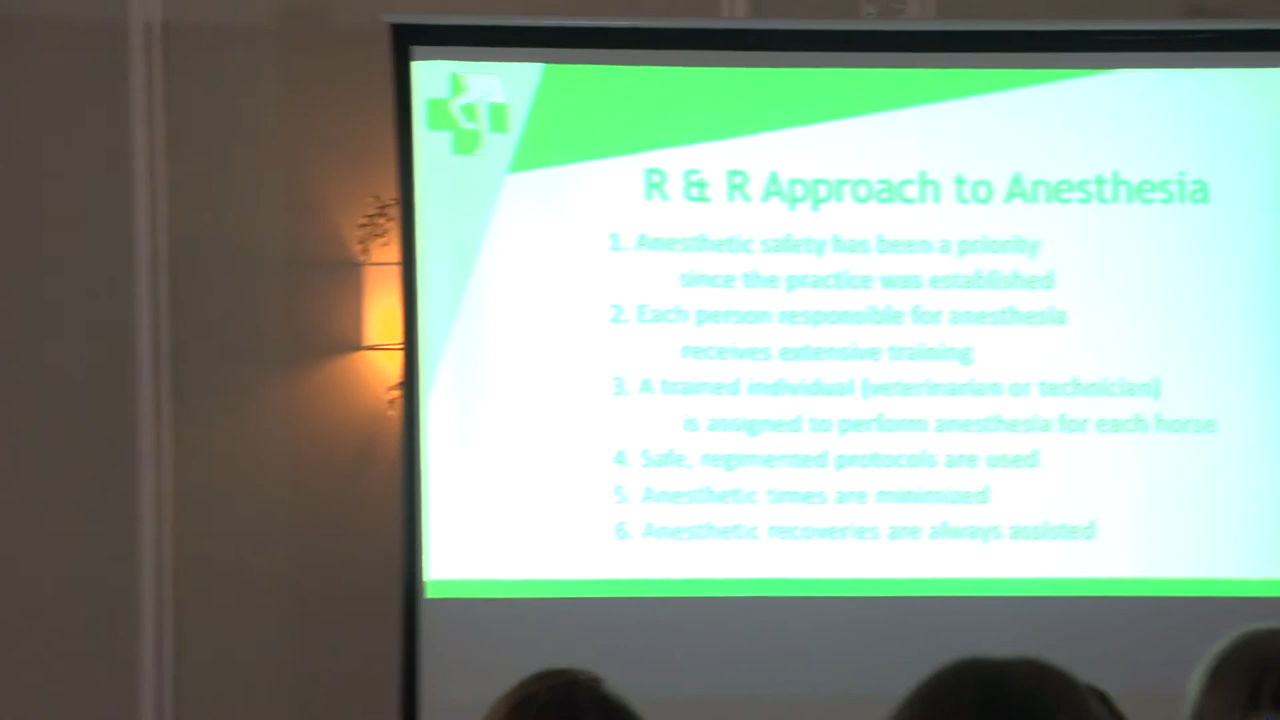 R & R Approach to Anesthesia
1. Anesthetic safety has been a priority
since the practice was established
2. Each person responsible for anesthesia
receives extensive training
3. A trained individual (veterinarian or technician)
is assigned to perform anesthesia for each horse
4. Safe, regimented protocols are used
5. Anesthetic times are minimized
6. Anesthetic recoveries are always assisted